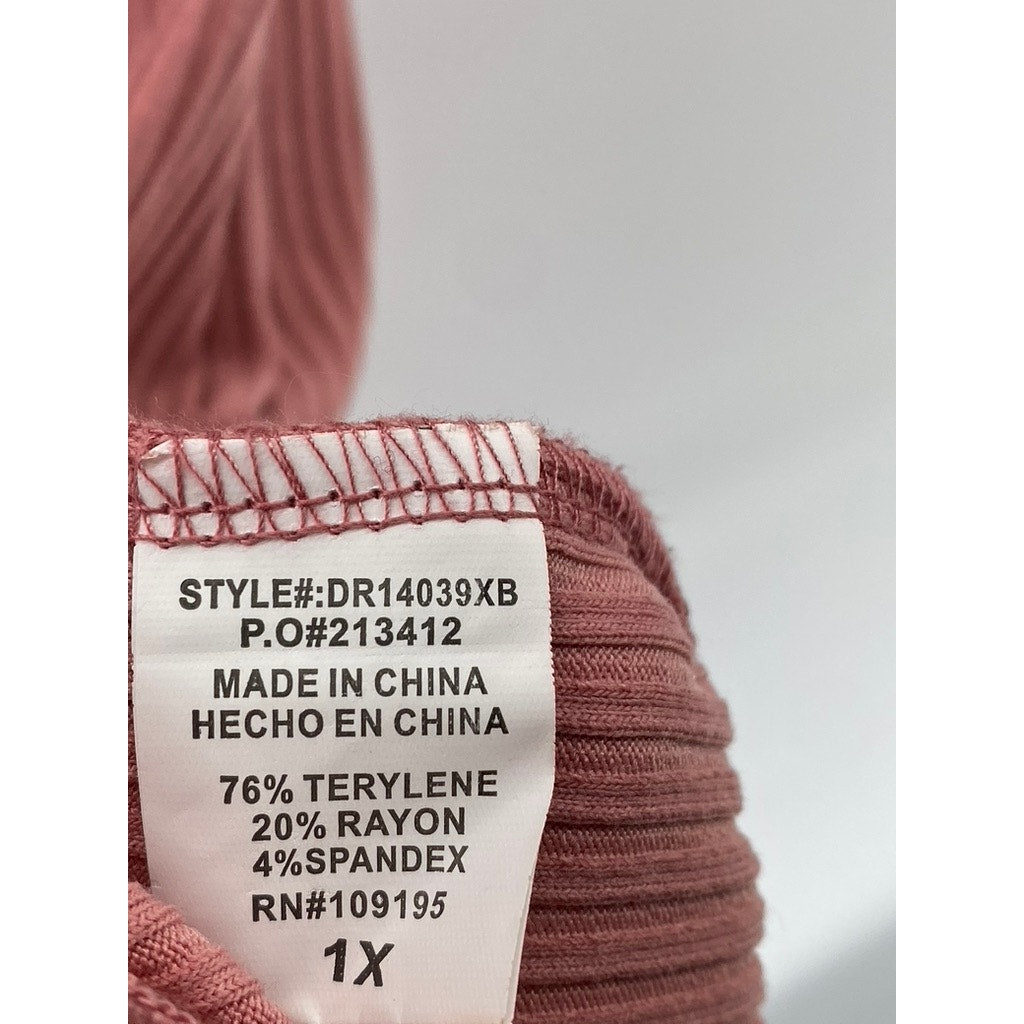 STYLE#:DR14039XB
P.O#213412
MADE IN CHINA
HECHO EN CHINA
76% TERYLENE
20% RAYON
4%SPANDEX
RN#109195
1X